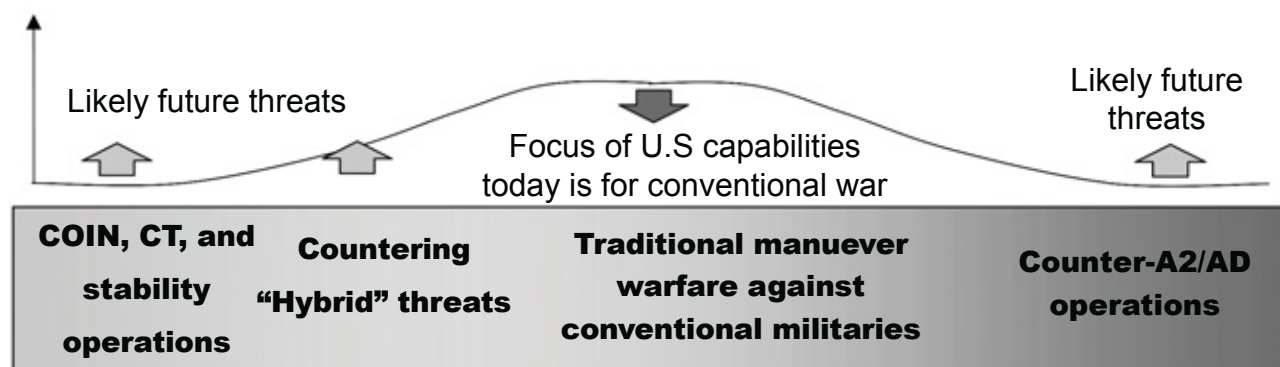 Likely future threats
Focus of U.S capabilities
today is for conventional war
Likely future
threats
COIN, CT, and
stability
operations
Countering
“Hybrid” threats
Traditional manuever
warfare against
conventional militaries
Counter-A2/AD
operations